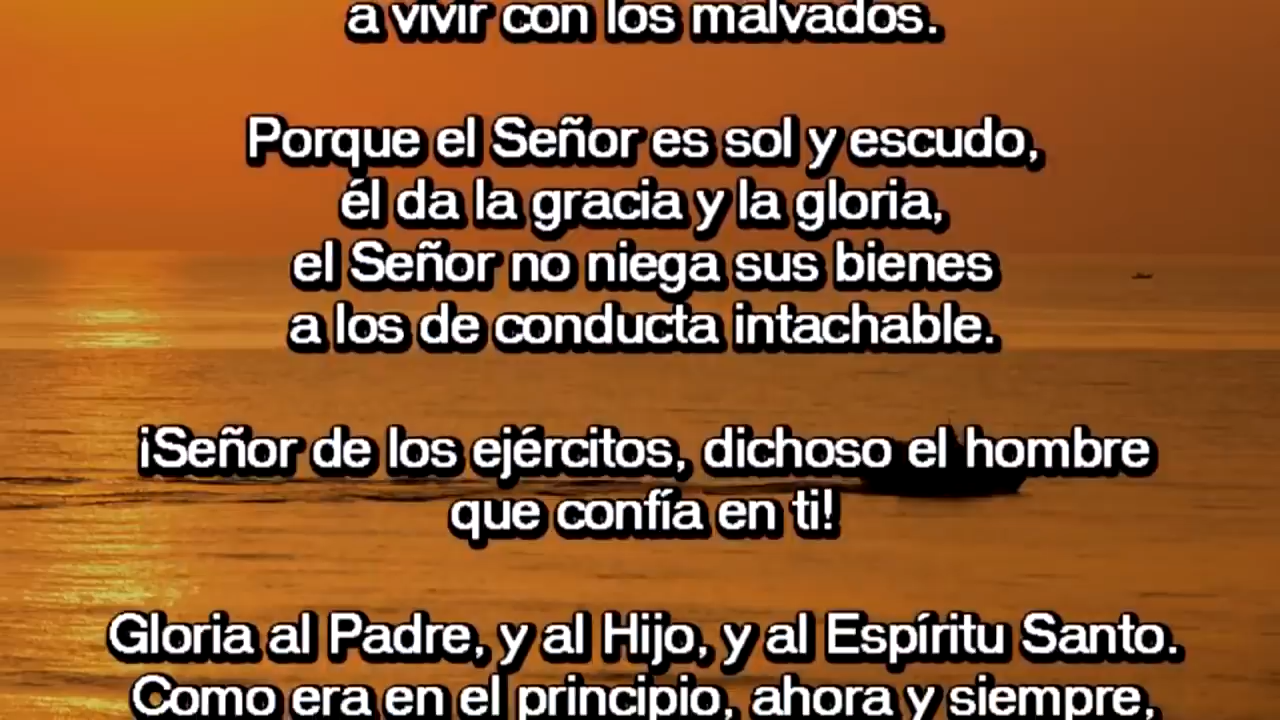 a vivir con los malvados.
Porque el Señor es sol y escudo,
él da la gracia y la gloria,
el Señor no niega sus bienes
a los de conducta intachable.
¡Señor de los ejércitos, dichoso el hombre
que confía en ti!
Gloria al Padre, y al Hijo, y al Espíritu Santo.
Como era en el principio, ahora y siempre,